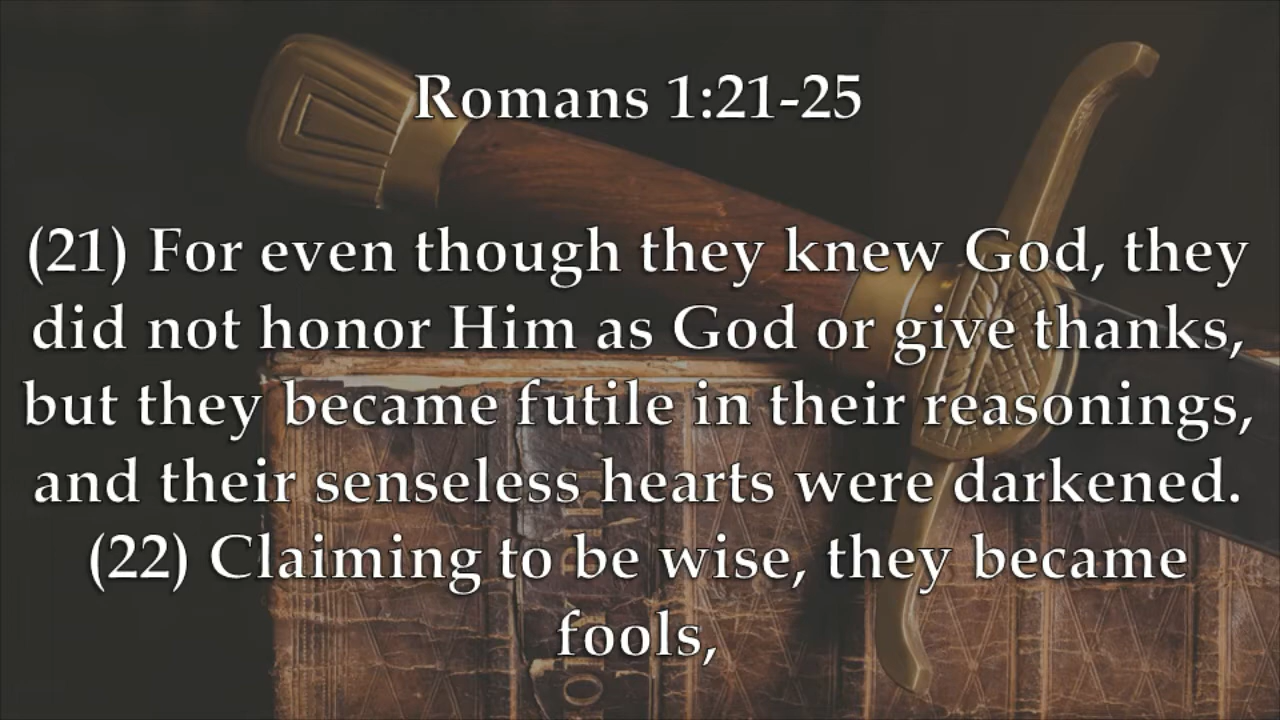 Romans 1:21-25
(21) For even though they knew God, they
did not honor Him as God or give thanks,
but they became futile in their reasonings,
and their senseless hearts were darkened.
(22) Claiming to be wise, they became
fools,